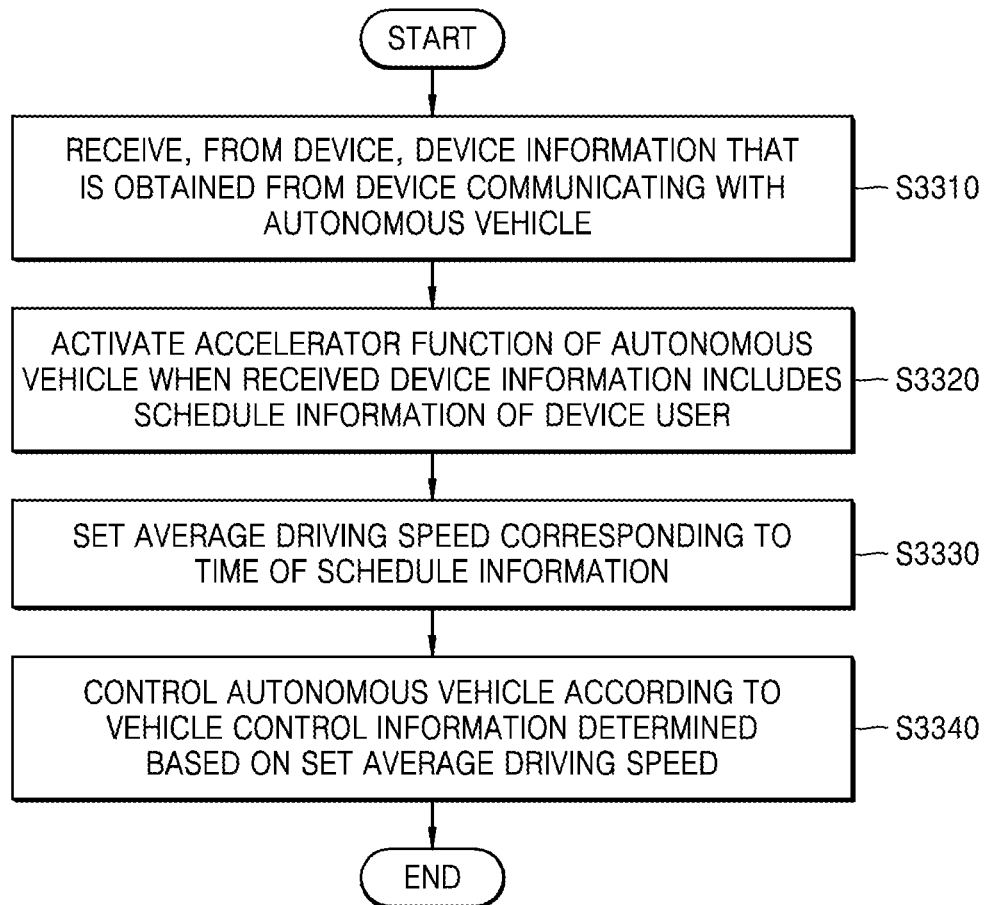 START
RECEIVE, FROM DEVICE, DEVICE INFORMATION THAT
IS OBTAINED FROM DEVICE COMMUNICATING WITH
AUTONOMOUS VEHICLE
S3310
ACTIVATE ACCELERATOR FUNCTION OF AUTONOMOUS
VEHICLE WHEN RECEIVED DEVICE INFORMATION INCLUDES
SCHEDULE INFORMATION OF DEVICE USER
S3320
SET AVERAGE DRIVING SPEED CORRESPONDING TO
TIME OF SCHEDULE INFORMATION
S3330
CONTROL AUTONOMOUS VEHICLE ACCORDING TO
VEHICLE CONTROL INFORMATION DETERMINED
BASED ON SET AVERAGE DRIVING SPEED
S3340
END